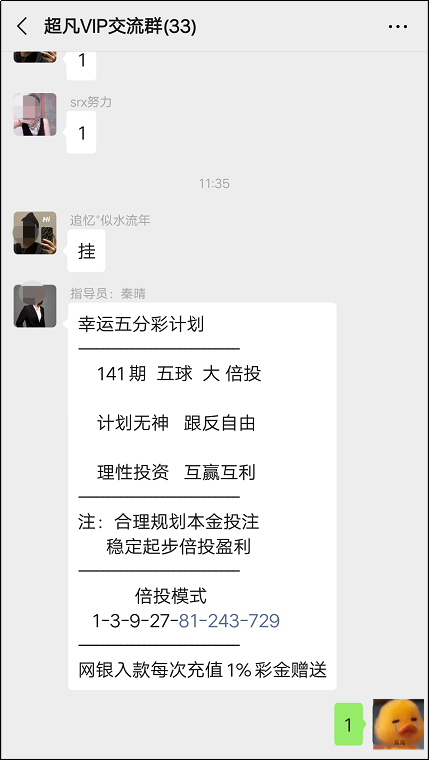 超凡VIP交流群(33)
1
srx努力
1
11:35
追忆°似水流年
挂
指导员：秦晴
幸运五分彩计划
141期 五球 大 倍投
计划无神 跟反自由
理性投资 互赢互利
注：合理规划本金投注
稳定起步倍投盈利
倍投模式
1-3-9-27-81-243-729
网银入款每次充值1%彩金赠送
1